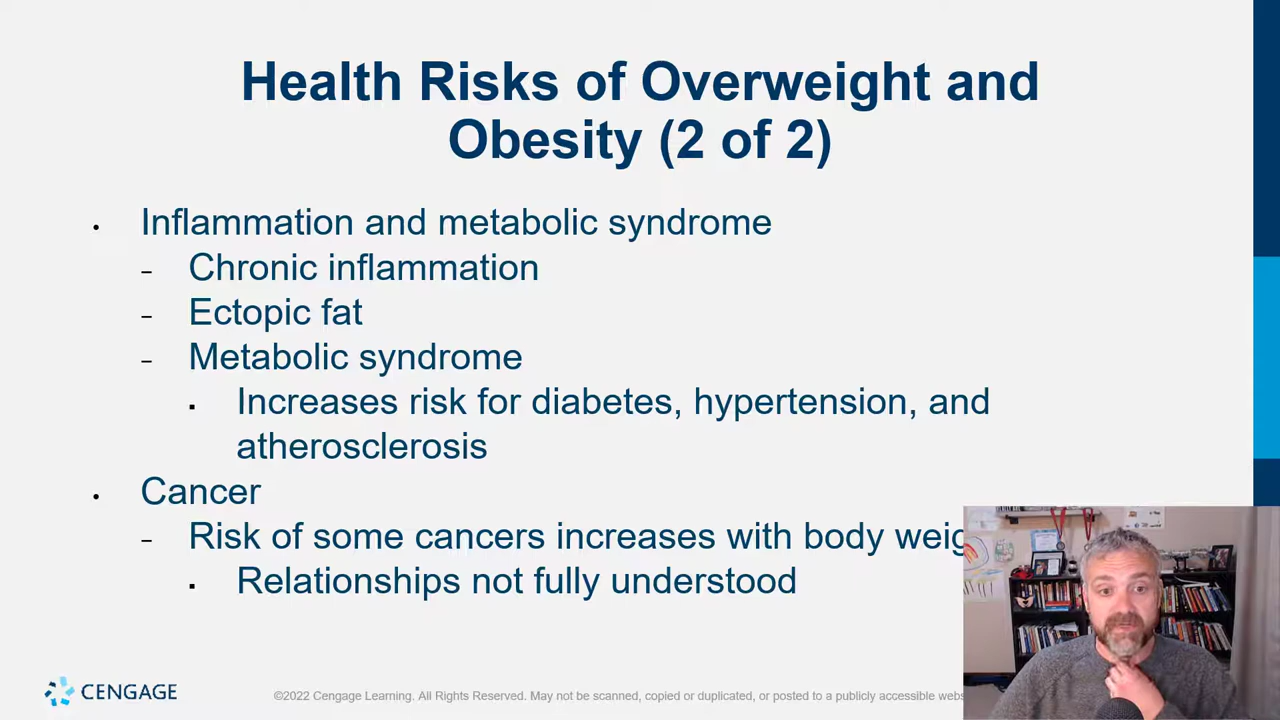 Health Risks of Overweight and
Obesity (2 of 2)
• Inflammation and metabolic syndrome
– Chronic inflammation
– Ectopic fat
– Metabolic syndrome
▪ Increases risk for diabetes, hypertension, and
atherosclerosis
• Cancer
– Risk of some cancers increases with body
▪ Relationships not fully understood
CENGAGE
©2022 Cengage Learning. All Rights Reserved. May not be scanned, copied or duplicated, or posted to a publicly accessible